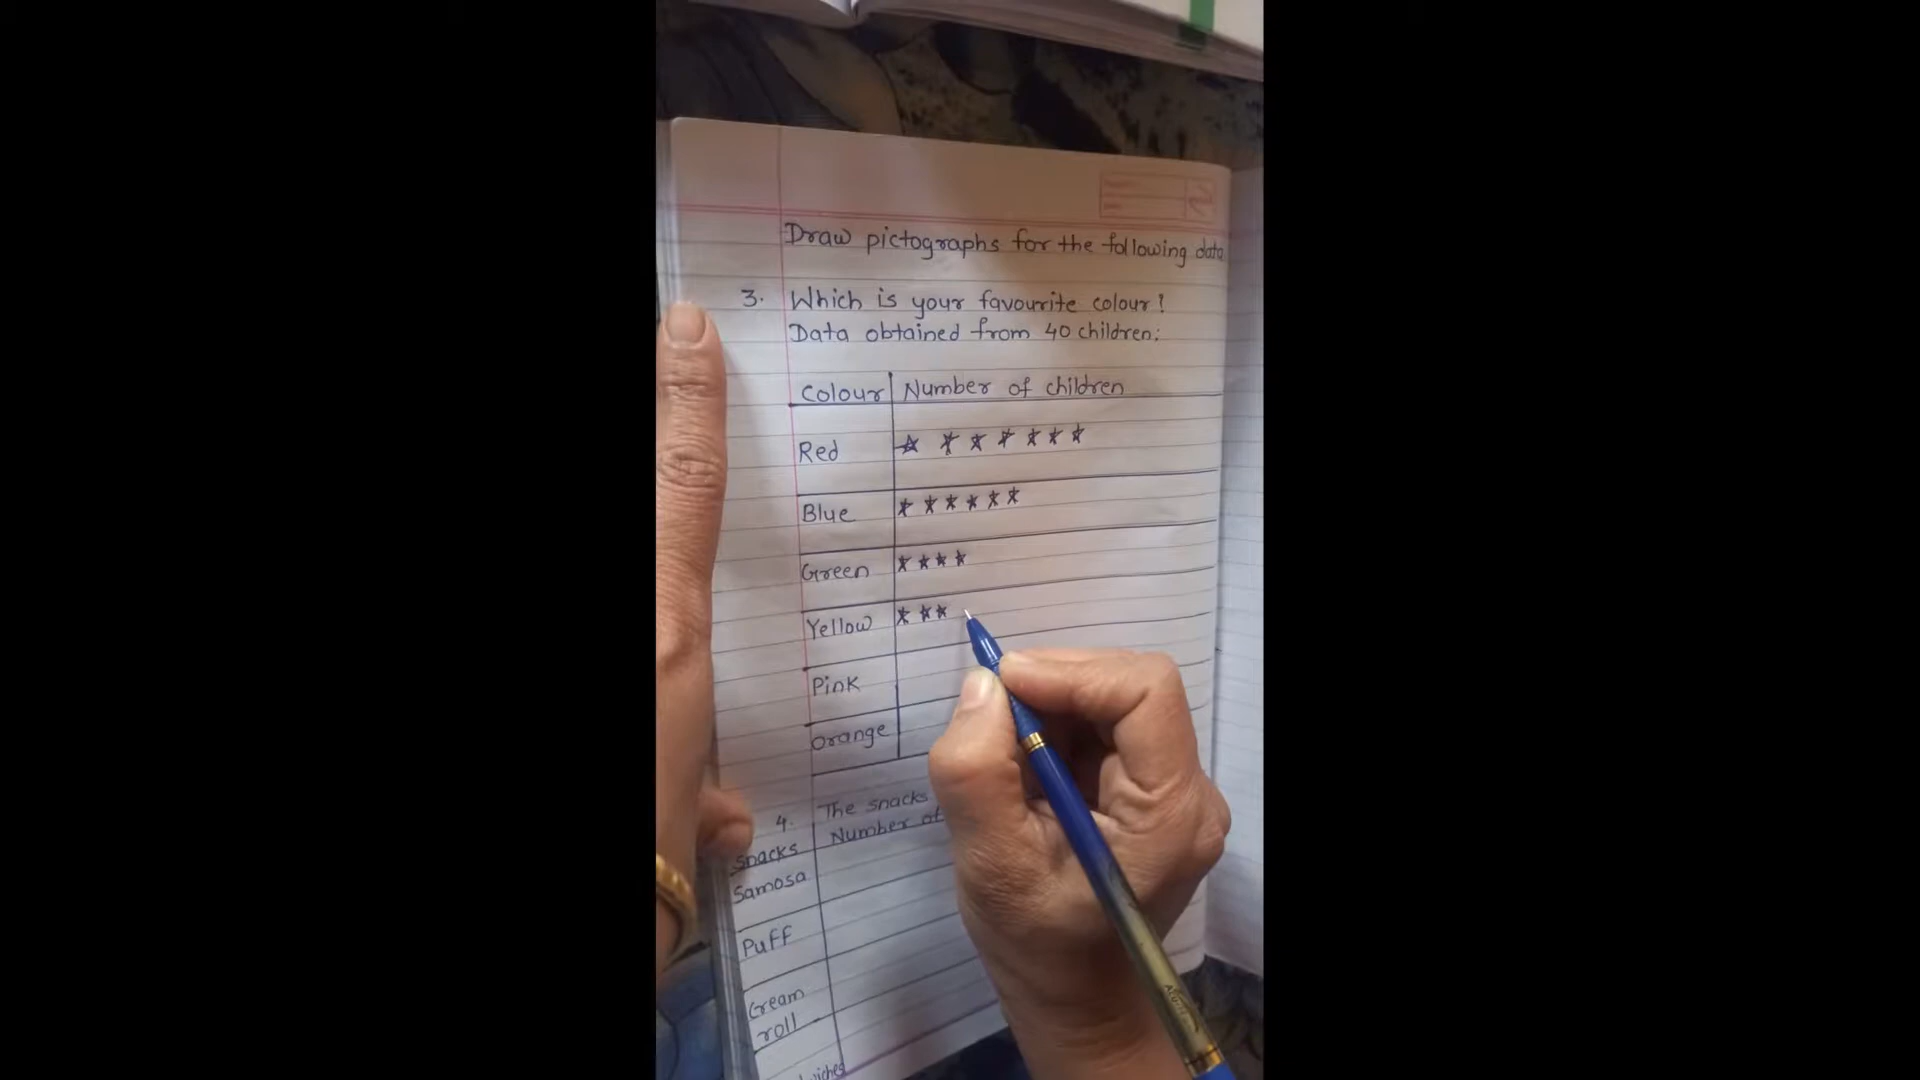 Draw pictographs for the following data
3. Which is your favourite colour?
Data obtained from 40 children:
Colour Number of children
Red
Blue
Green
Yellow
Pink
Orange
4. The snacks
Number of
Snacks
Samosa
Puff
Cream
roll